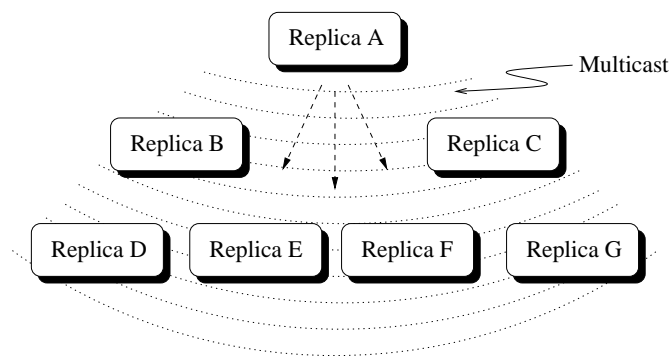 Replica A
Multicast
Replica B
Replica C
Replica D
Replica E
Replica F
Replica G